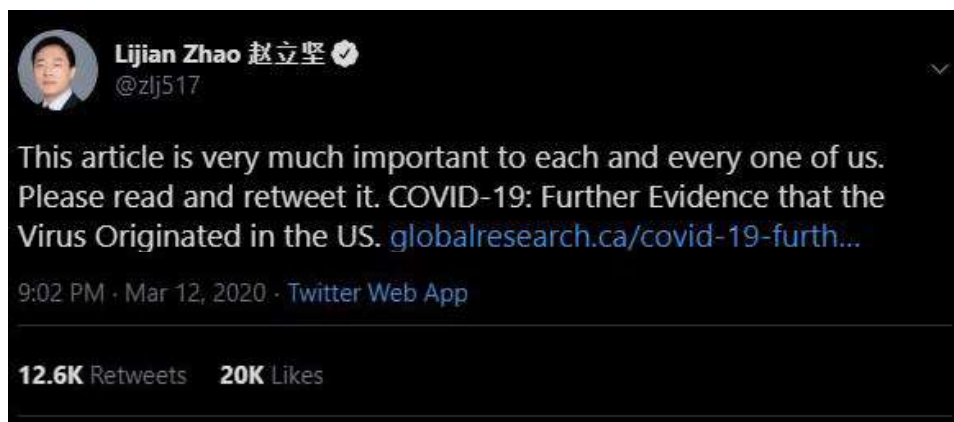 Lijian Zhao 赵立坚
@zlj517
This article is very much important to each and every one of us.
Please read and retweet it. COVID-19: Further Evidence that the
Virus Originated in the US. globalresearch.ca/covid-19-furth...
9:02 PM · Mar 12, 2020 · Twitter Web App
12.6K Retweets 20K Likes